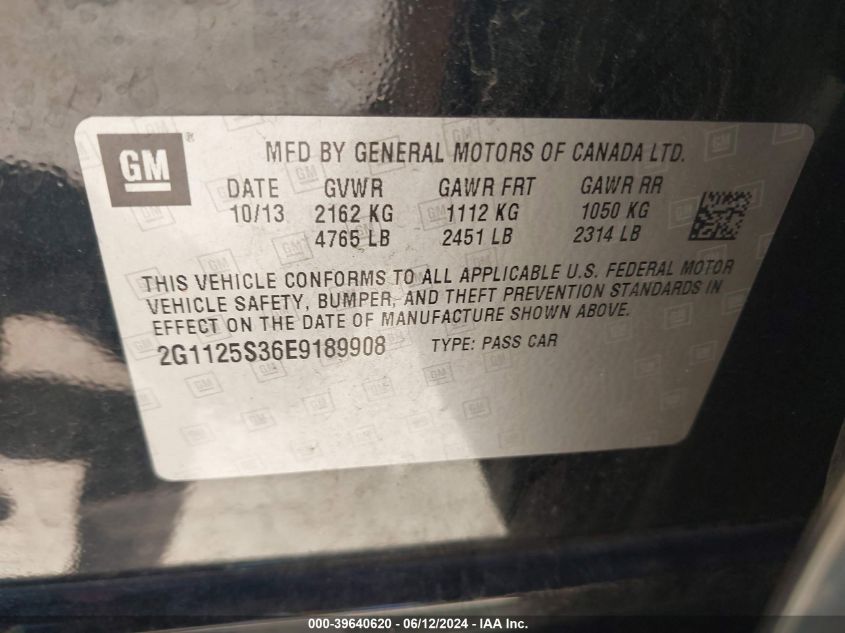 GM ®
MFD BY GENERAL MOTORS OF CANADA LTD.
DATE GVWR GAWR FRT GAWR RR
10/13 2162 KG 1112 KG 1050 KG
4765 LB 2451 LB 2314 LB
THIS VEHICLE CONFORMS TO ALL APPLICABLE U.S. FEDERAL MOTOR
VEHICLE SAFETY, BUMPER, AND THEFT PREVENTION STANDARDS IN
EFFECT ON THE DATE OF MANUFACTURE SHOWN ABOVE.
2G1125S36E9189908 TYPE: PASS CAR
000-39640620 - 06/12/2024 - IAA Inc.